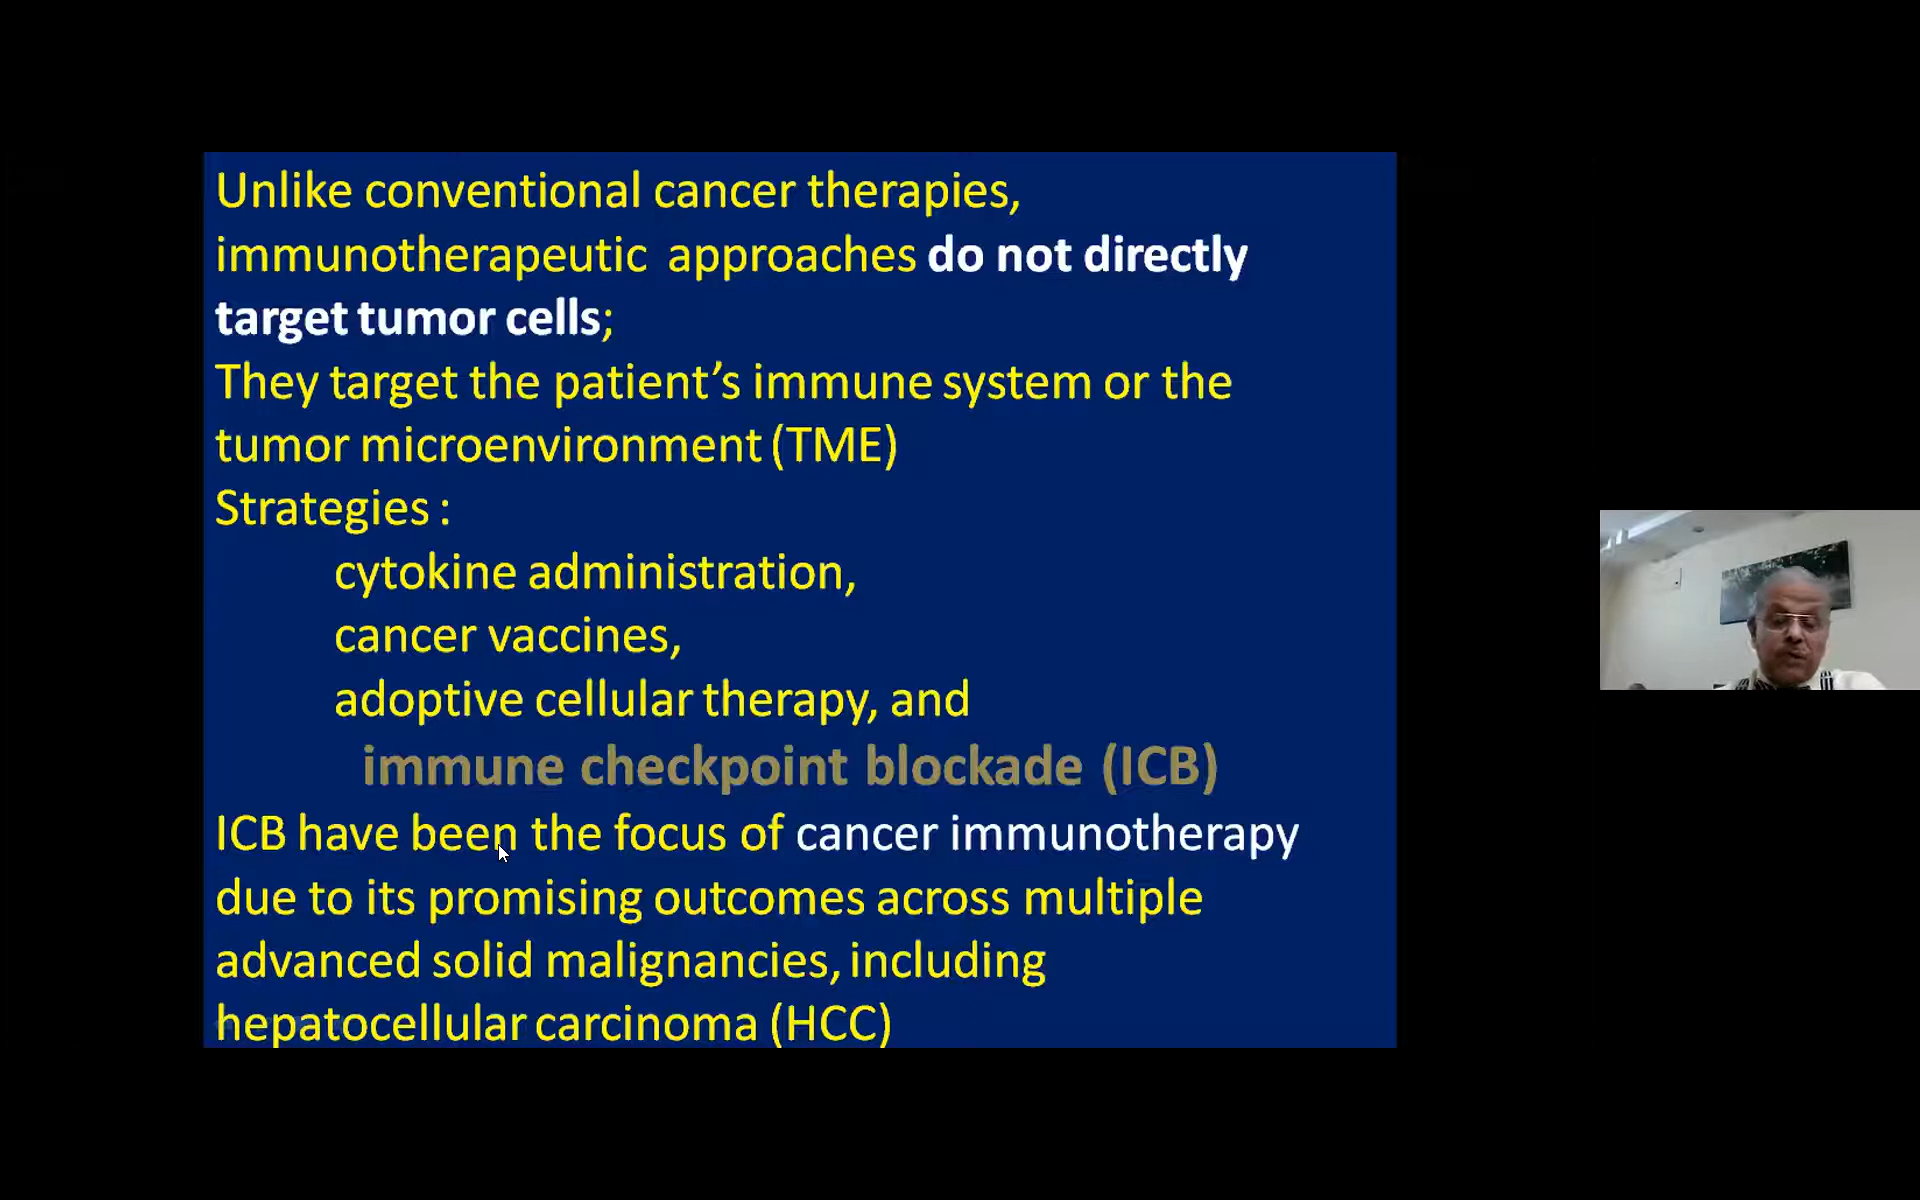 Unlike conventional cancer therapies,
immunotherapeutic approaches do not directly
target tumor cells;
They target the patient’s immune system or the
tumor microenvironment (TME)
Strategies :
cytokine administration,
cancer vaccines,
adoptive cellular therapy, and
immune checkpoint blockade (ICB)
ICB have been the focus of cancer immunotherapy
due to its promising outcomes across multiple
advanced solid malignancies, including
hepatocellular carcinoma (HCC)